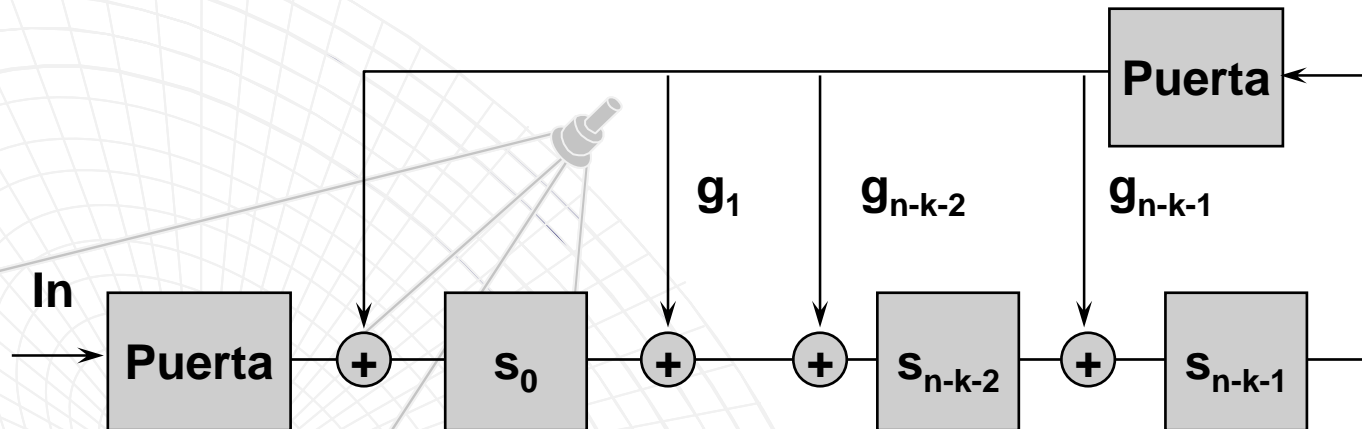 Puerta
g1
gn-k-2
gn-k-1
In
Puerta
+
s0
+
+
sn-k-2
+
sn-k-1